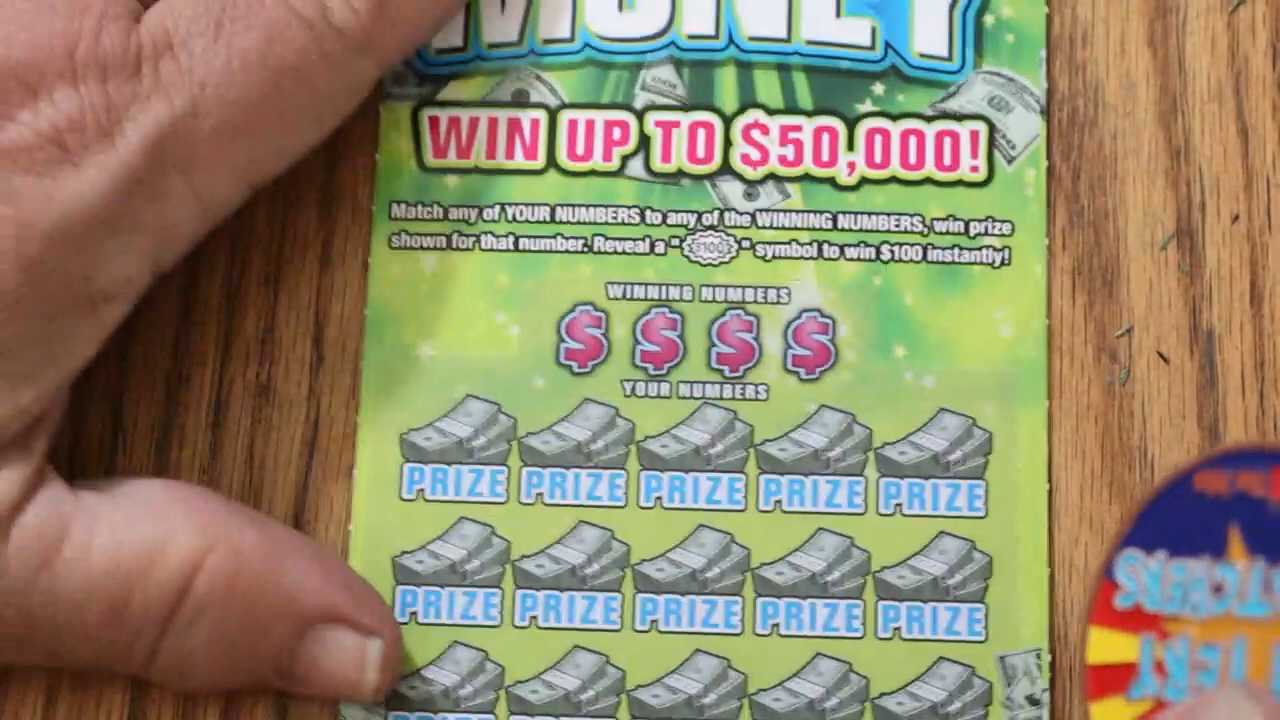 MONEY
WIN UP TO $50,000!
Match any of YOUR NUMBERS to any of the WINNING NUMBERS, win prize
shown for that number. Reveal a " $100 " symbol to win $100 instantly!
WINNING NUMBERS
$ $ $ $
YOUR NUMBERS
PRIZE PRIZE PRIZE PRIZE PRIZE
PRIZE PRIZE PRIZE PRIZE PRIZE